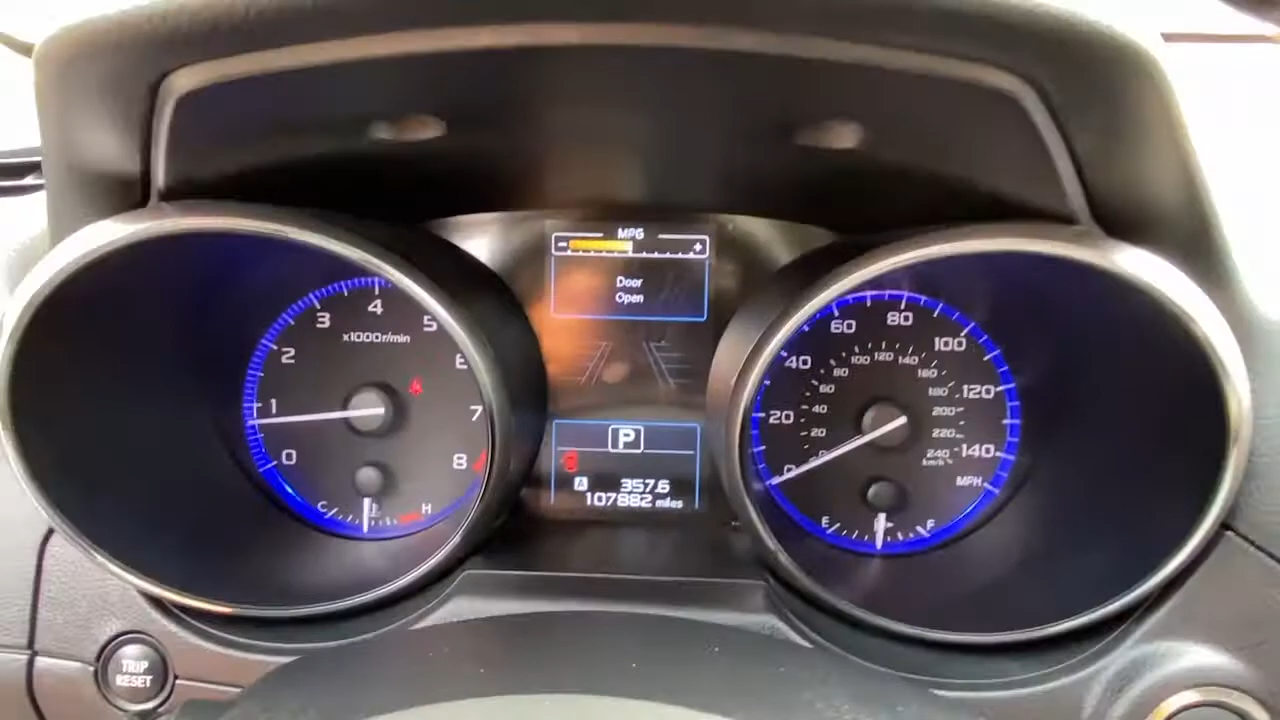 MPG
- +
Door
Open
4
3 5
x1000r/min
2 6
1 7
0 8
C H
P
A 357.6
107882 miles
60 80
100
40 120
20 140
0 MPH
100 120 140
80 160
60 180
40 200
20 220
0 240
km/h
E F
TRIP
RESET